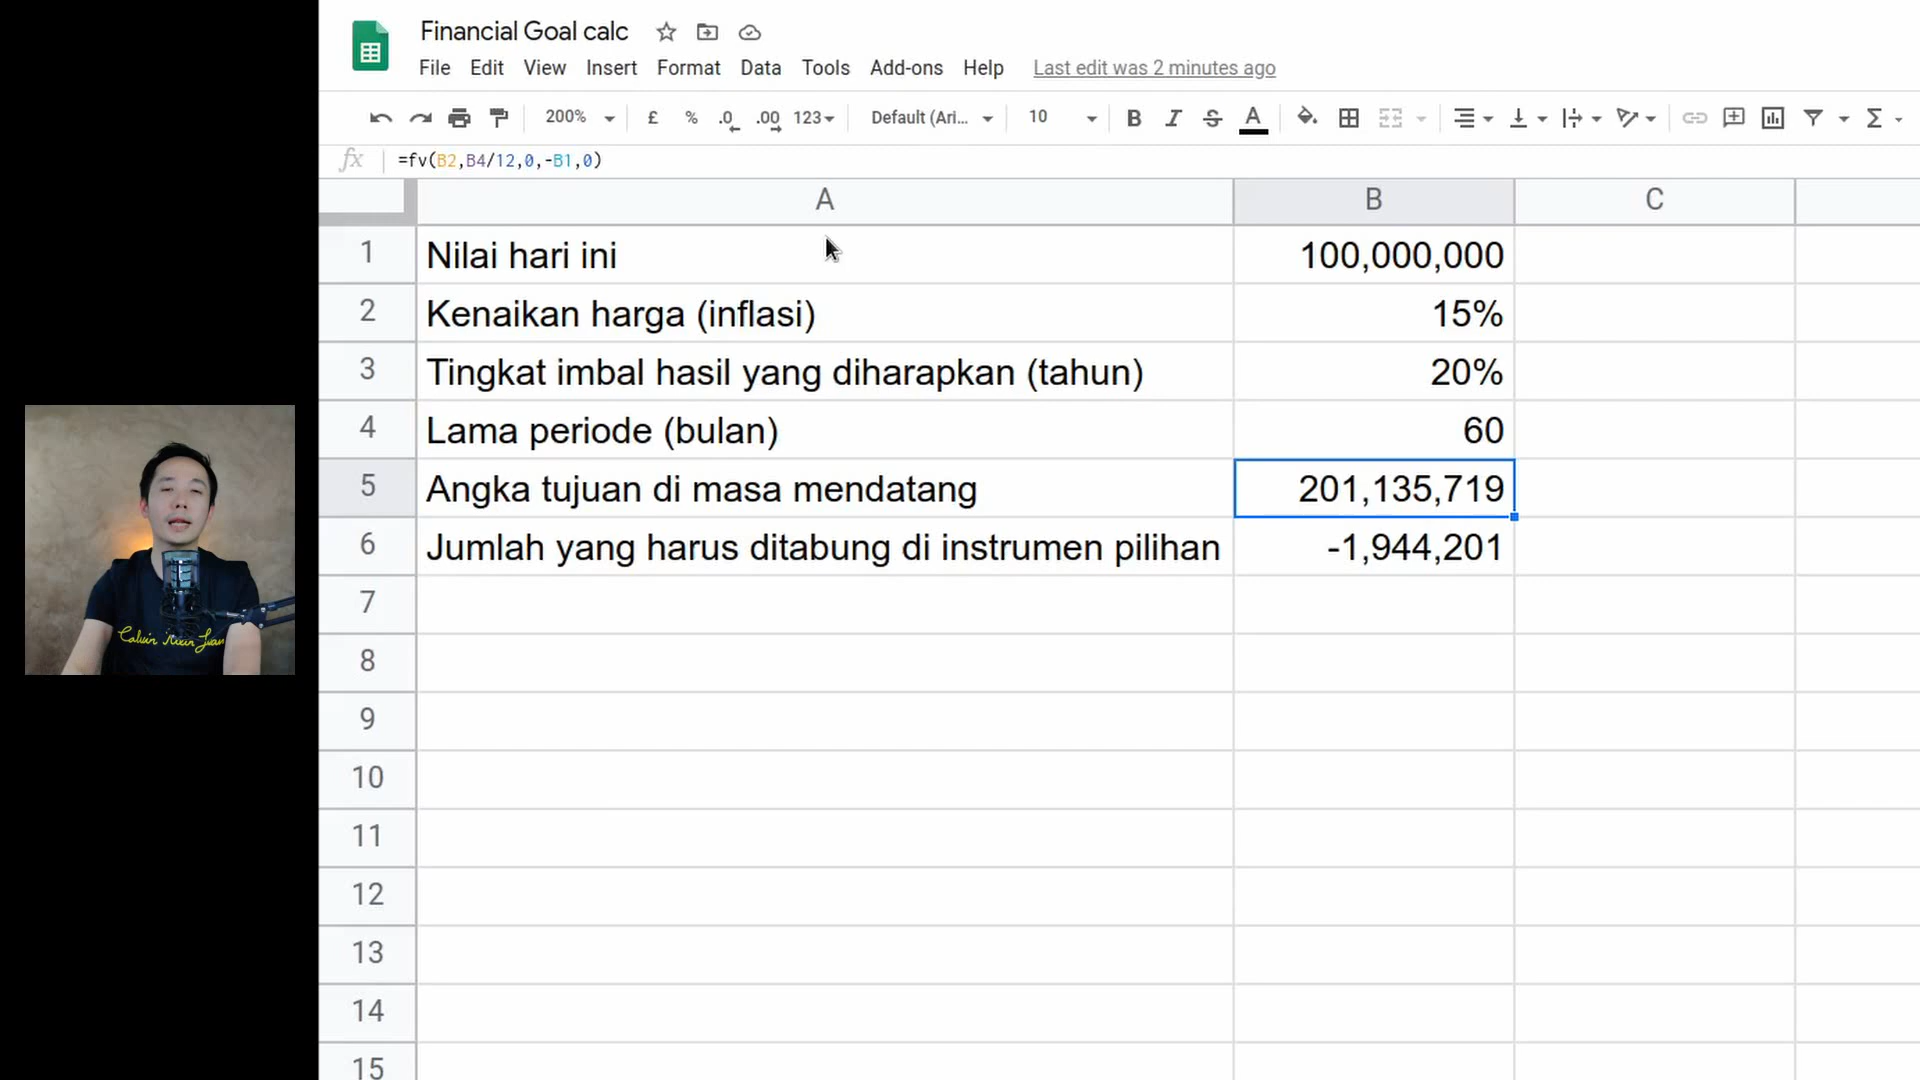 Financial Goal calc
File Edit View Insert Format Data Tools Add-ons Help Last edit was 2 minutes ago
200% £ % .0 .00 123 Default (Ari... 10 B I S A Σ
fx =fv(B2,B4/12,0,-B1,0)
A B C
1 Nilai hari ini 100,000,000
2 Kenaikan harga (inflasi) 15%
3 Tingkat imbal hasil yang diharapkan (tahun) 20%
4 Lama periode (bulan) 60
5 Angka tujuan di masa mendatang 201,135,719
6 Jumlah yang harus ditabung di instrumen pilihan -1,944,201
7
8
9
10
11
12
13
14
15